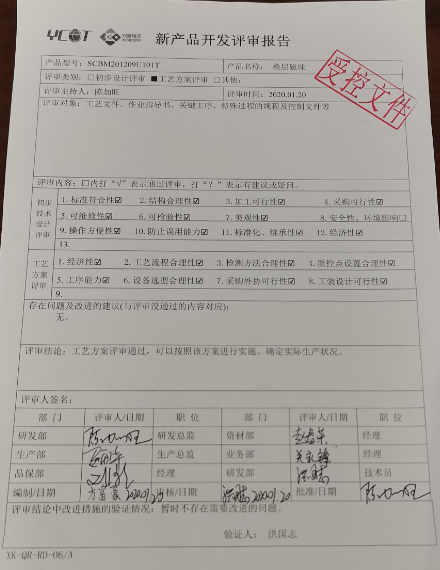 YCOT 新产品开发评审报告
产品型号: SCBM201209U101T 产品名称: 叠层磁珠
评审类别: □初步设计评审 ■工艺方案评审 □其他:
评审主持人: 陈加旺 评审时间: 2020.01.20
受控文件
评审对象: 工艺文件、作业指导书、关键工序、特殊过程的规程及控制文件等
评审内容: □内打“√”表示通过评审, 打“?”表示有建议或疑问。
初步技术设计评审
1.标准符合性☑ 2.结构合理性☑ 3.加工可行性☑ 4.采购可行性☑
5.可维修性☑ 6.可检验性☑ 7.美观性☑ 8.安全性、环境影响□
9.操作方便性☑ 10.防止误用能力☑ 11.标准化、继承性☑ 12.经济性☑
13.
工艺方案评审
1.经济性☑ 2.工艺流程合理性☑ 3.检测方法合理性☑ 4.质控点设置合理性☑
5.工序能力☑ 6.设备选型合理性☑ 7.采购外协可行性☑ 8.工装设计可行性☑
9.
存在问题及改进的建议(与评审没通过的内容对应):
无。
评审结论: 工艺方案评审通过, 可以按照该方案进行实施。确定实际生产状况。
评审人签名:
部 门 评审人/日期 职 位 部 门 评审人/日期 职 位
研发部 研发总监 资材部 经理
生产部 生产总监 业务部 经理
品保部 经理 研发部 技术员
编制/日期 2020.01.20 审核/日期 2020.01.20 批准/日期
评审结论中改进措施的验证情况: 暂时不存在需要改进的问题。
验证人: 洪国志
XK-QR-RD-06/A